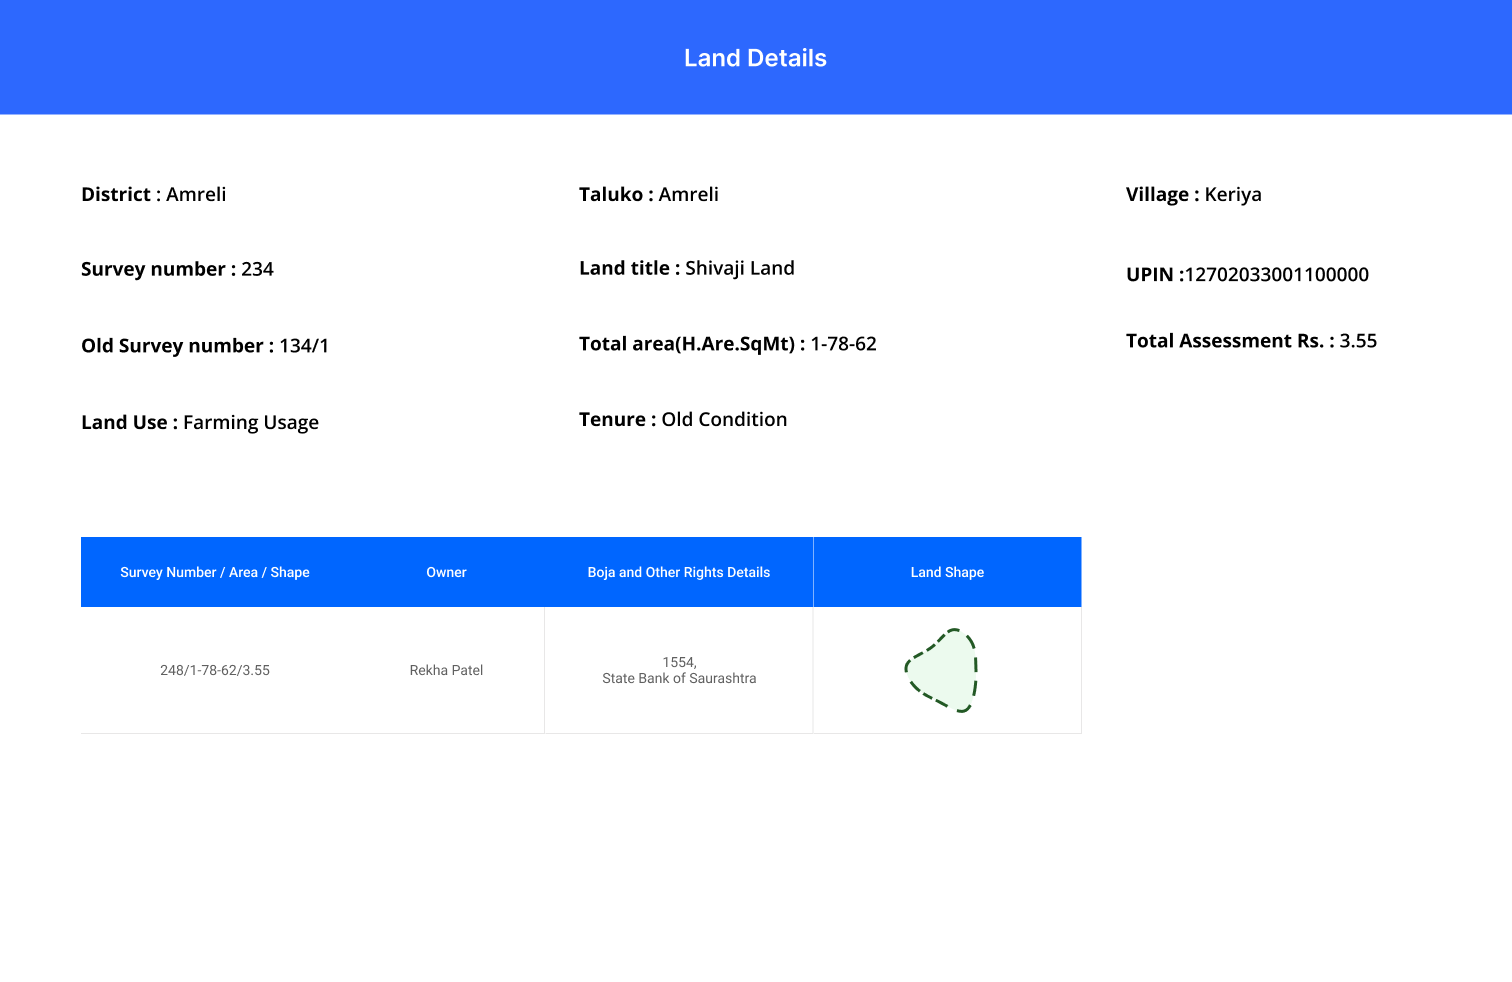 Land Details
District : Amreli
Taluko : Amreli
Village : Keriya
Survey number : 234
Land title : Shivaji Land
UPIN :12702033001100000
Old Survey number : 134/1
Total area(H.Are.SqMt) : 1-78-62
Total Assessment Rs. : 3.55
Land Use : Farming Usage
Tenure : Old Condition
Survey Number / Area / Shape
Owner
Boja and Other Rights Details
Land Shape
248/1-78-62/3.55
Rekha Patel
1554,
State Bank of Saurashtra